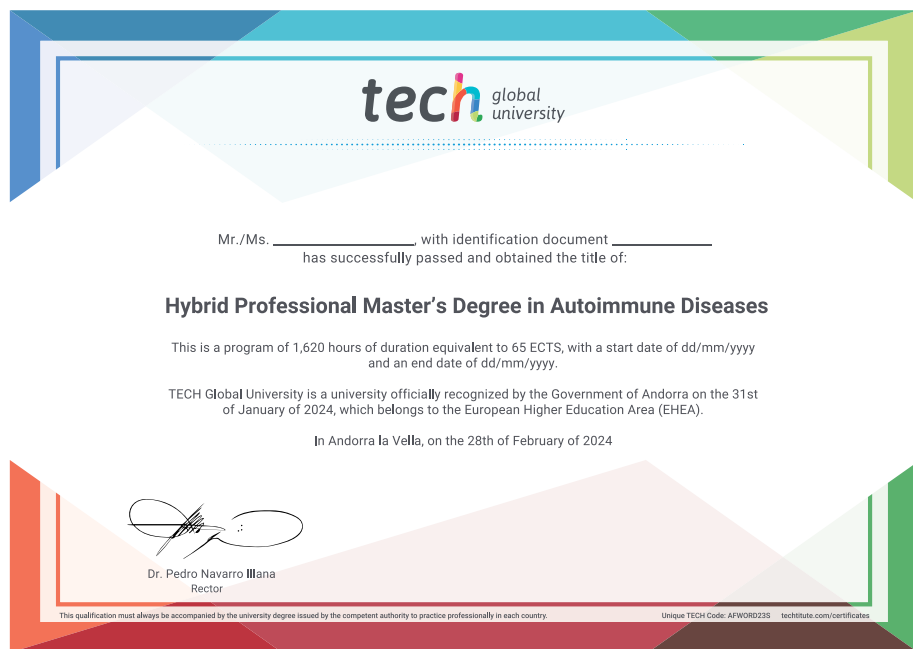 tech global university
Mr./Ms. ____________________, with identification document ______________
has successfully passed and obtained the title of:
Hybrid Professional Master's Degree in Autoimmune Diseases
This is a program of 1,620 hours of duration equivalent to 65 ECTS, with a start date of dd/mm/yyyy
and an end date of dd/mm/yyyy.
TECH Global University is a university officially recognized by the Government of Andorra on the 31st
of January of 2024, which belongs to the European Higher Education Area (EHEA).
In Andorra la Vella, on the 28th of February of 2024
Dr. Pedro Navarro Illana
Rector
This qualification must always be accompanied by the university degree issued by the competent authority to practice professionally in each country.
Unique TECH Code: AFWORD23S techtitute.com/certificates